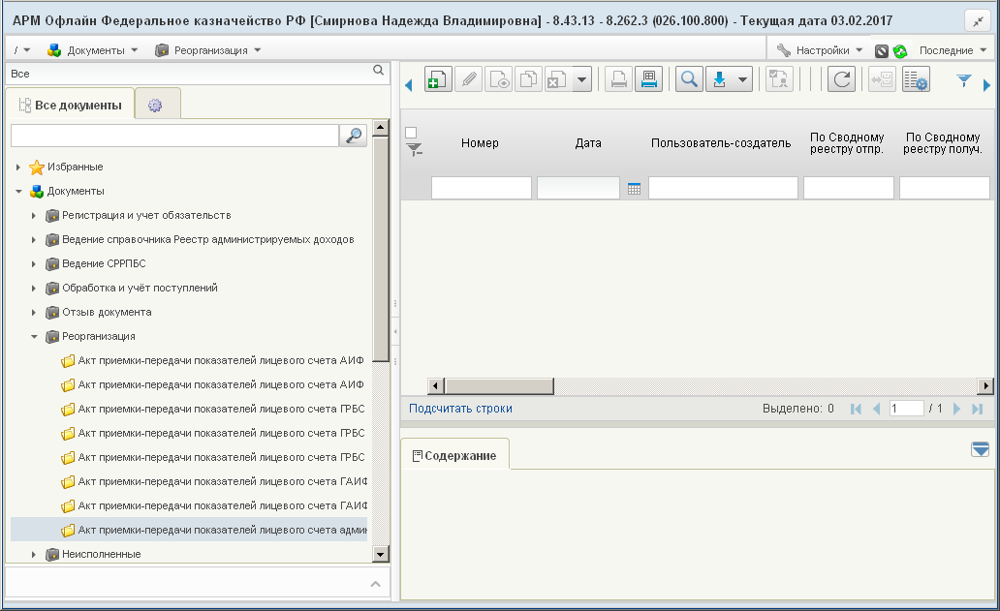 АРМ Офлайн Федеральное казначейство РФ [Смирнова Надежда Владимировна] - 8.43.13 - 8.262.3 (026.100.800) - Текущая дата 03.02.2017
/ Документы Реорганизация Настройки Последние
Все
Все документы
Избранные
Документы
Регистрация и учет обязательств
Ведение справочника Реестр администрируемых доходов
Ведение СРРПБС
Обработка и учёт поступлений
Отзыв документа
Реорганизация
Акт приемки-передачи показателей лицевого счета АИФ
Акт приемки-передачи показателей лицевого счета АИФ
Акт приемки-передачи показателей лицевого счета ГРБС
Акт приемки-передачи показателей лицевого счета ГРБС
Акт приемки-передачи показателей лицевого счета ГРБС
Акт приемки-передачи показателей лицевого счета ГАИФ
Акт приемки-передачи показателей лицевого счета ГАИФ
Акт приемки-передачи показателей лицевого счета админ
Неисполненные
Номер
Дата
Пользователь-создатель
По Сводному
реестру отпр.
По Сводному
реестру получ.
Подсчитать строки
Выделено: 0
1 / 1
Содержание